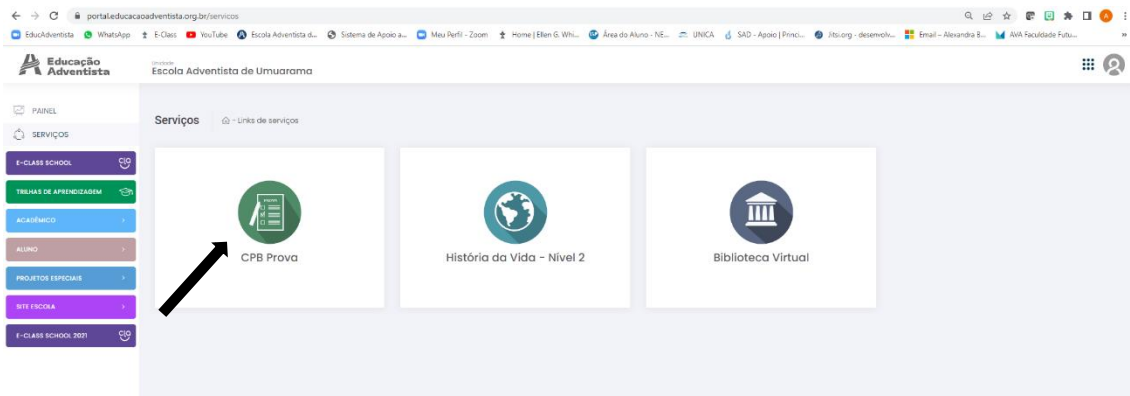 portal.educacaoadventista.org.br/servicos
EducAdventista WhatsApp E-Class YouTube Escola Adventista d... Sistema de Apoio a... Meu Perfil - Zoom Home | Ellen G. Whi... Área do Aluno - NE... UNICA SAD - Apoio | Princi... Jitsi.org - desenvolv... Email – Alexandra B... AVA Faculdade Futu... »
Educação
Adventista
Unidade
Escola Adventista de Umuarama
PAINEL
SERVIÇOS
E-CLASS SCHOOL
TRILHAS DE APRENDIZAGEM
ACADÊMICO
ALUNO
PROJETOS ESPECIAIS
SITE ESCOLA
E-CLASS SCHOOL 2021
Serviços - Links de serviços
PROVA
CPB Prova
História da Vida - Nível 2
Biblioteca Virtual